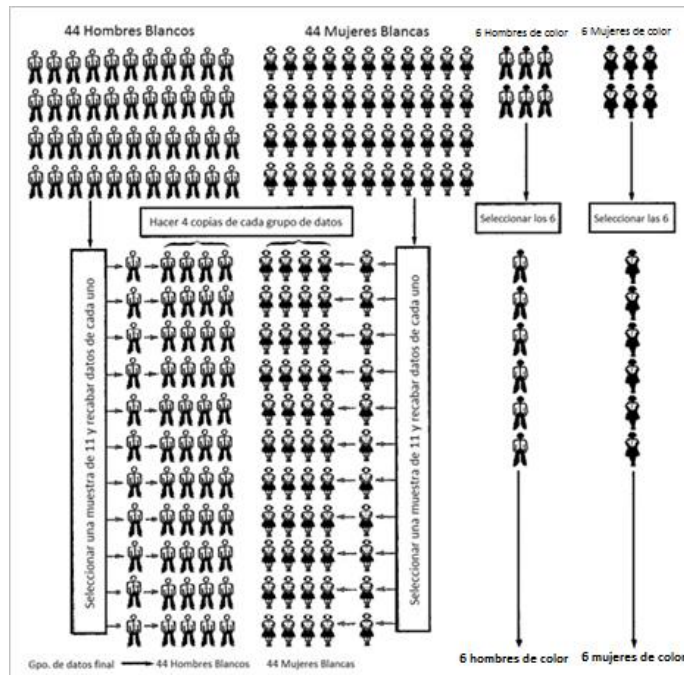 44 Hombres Blancos
44 Mujeres Blancas
6 Hombres de color
6 Mujeres de color
Hacer 4 copias de cada grupo de datos
Seleccionar los 6
Seleccionar las 6
Seleccionar una muestra de 11 y recabar datos de cada uno
Seleccionar una muestra de 11 y recabar datos de cada uno
Gpo. de datos final
44 Hombres Blancos
44 Mujeres Blancas
6 hombres de color
6 mujeres de color